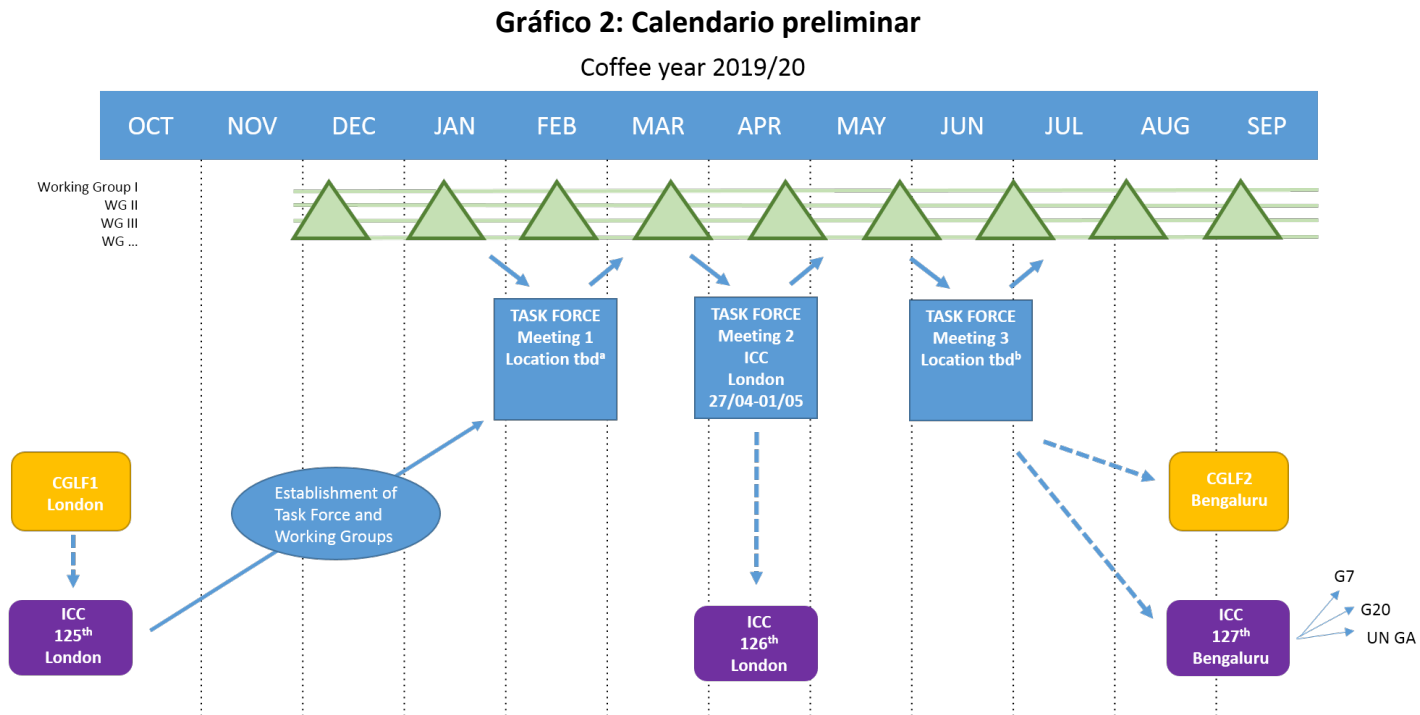 Gráfico 2: Calendario preliminar
Coffee year 2019/20
OCT NOV DEC JAN FEB MAR APR MAY JUN JUL AUG SEP
Working Group I
WG II
WG III
WG ...
TASK FORCE
Meeting 1
Location tbdᵃ
TASK FORCE
Meeting 2
ICC
London
27/04-01/05
TASK FORCE
Meeting 3
Location tbdᵇ
CGLF1
London
Establishment of
Task Force and
Working Groups
CGLF2
Bengaluru
ICC
125ᵗʰ
London
ICC
126ᵗʰ
London
ICC
127ᵗʰ
Bengaluru
G7
G20
UN GA